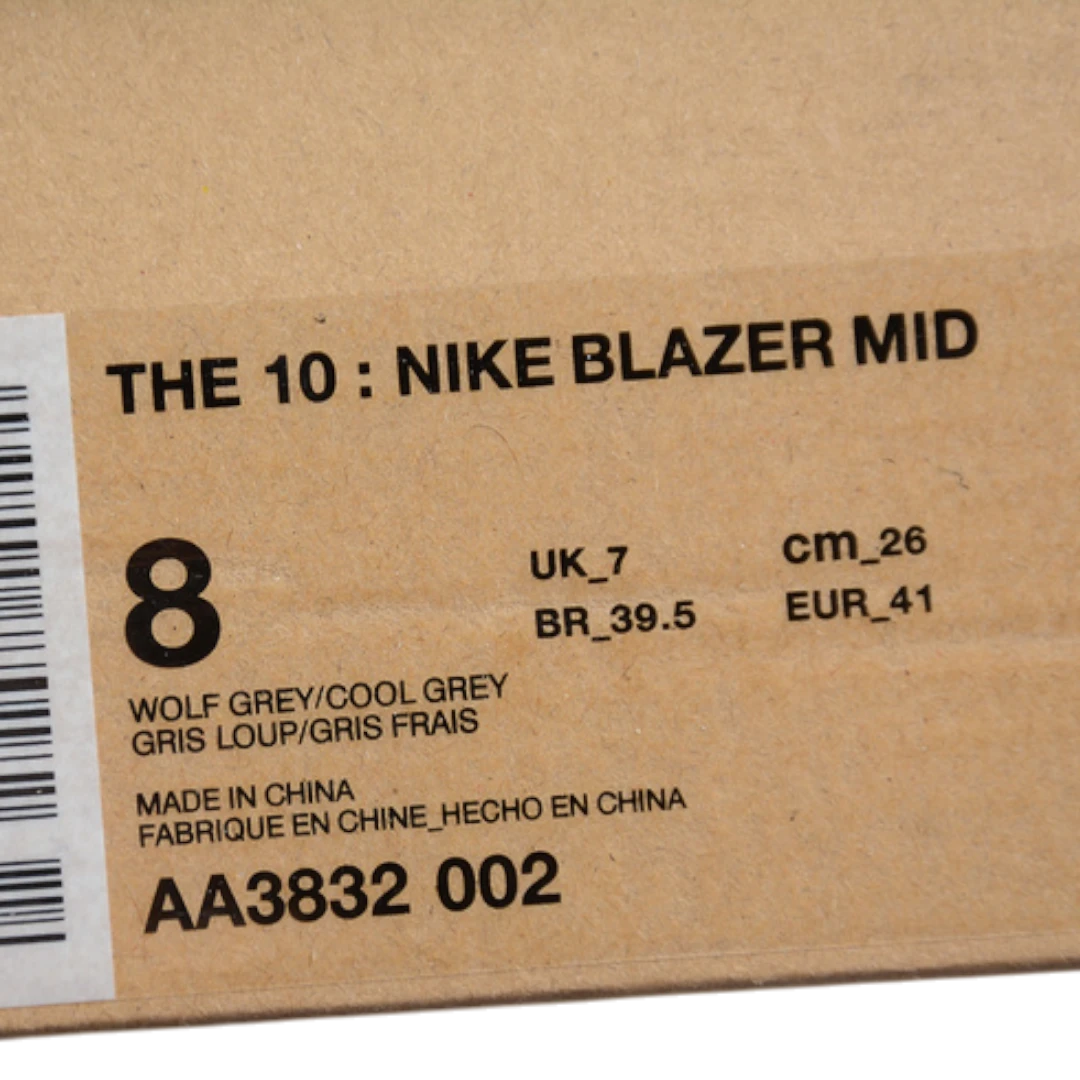 THE 10 : NIKE BLAZER MID
8
UK_7 cm_26
BR_39.5 EUR_41
WOLF GREY/COOL GREY
GRIS LOUP/GRIS FRAIS
MADE IN CHINA
FABRIQUE EN CHINE_HECHO EN CHINA
AA3832 002